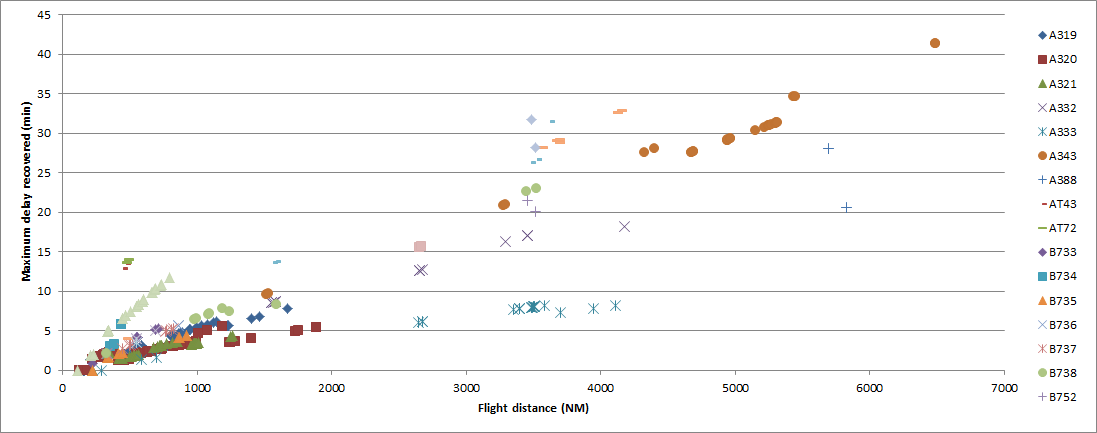 45
40
35
30
25
20
15
10
5
0
Maximum delay recovered (min)
0 1000 2000 3000 4000 5000 6000 7000
Flight distance (NM)
A319
A320
A321
A332
A333
A343
A388
AT43
AT72
B733
B734
B735
B736
B737
B738
B752